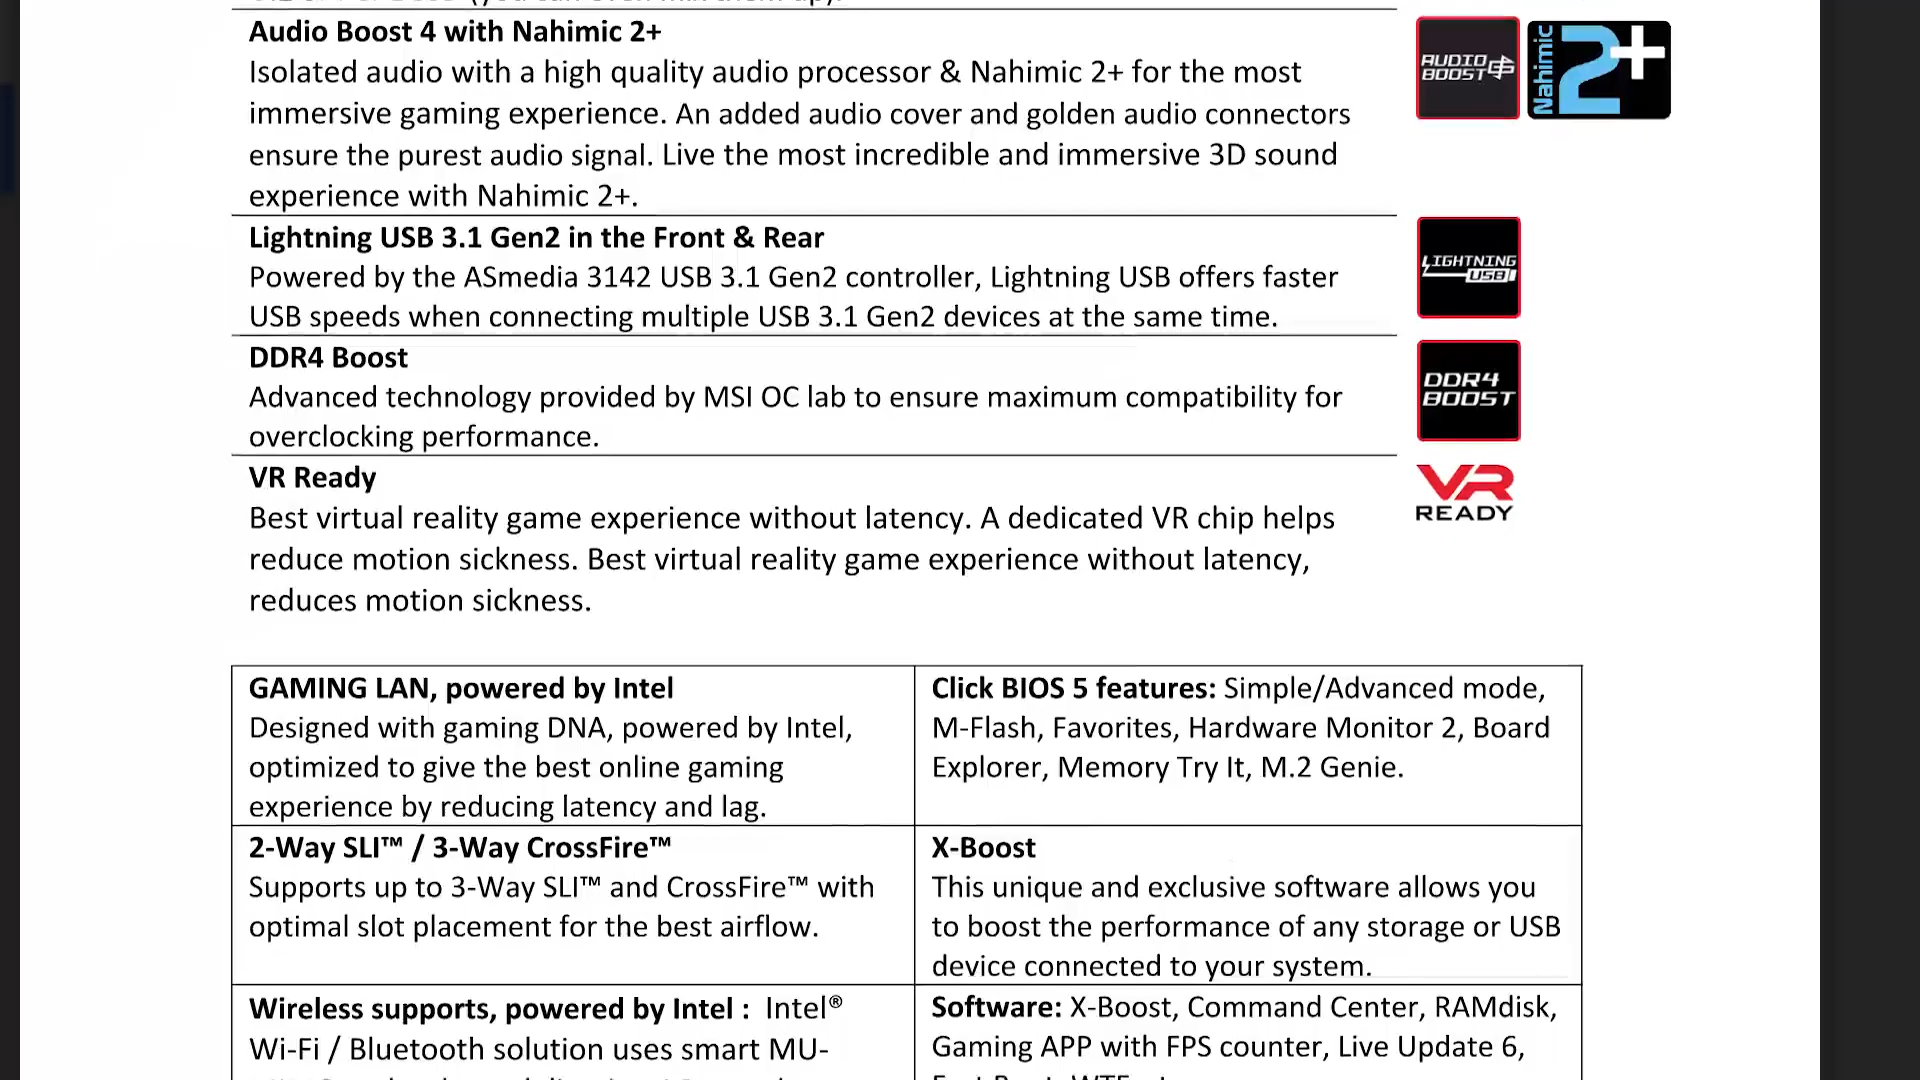 Audio Boost 4 with Nahimic 2+
Isolated audio with a high quality audio processor & Nahimic 2+ for the most
immersive gaming experience. An added audio cover and golden audio connectors
ensure the purest audio signal. Live the most incredible and immersive 3D sound
experience with Nahimic 2+.
AUDIO
BOOST
Nahimic
2+
Lightning USB 3.1 Gen2 in the Front & Rear
Powered by the ASmedia 3142 USB 3.1 Gen2 controller, Lightning USB offers faster
USB speeds when connecting multiple USB 3.1 Gen2 devices at the same time.
LIGHTNING
USB
DDR4 Boost
Advanced technology provided by MSI OC lab to ensure maximum compatibility for
overclocking performance.
DDR4
BOOST
VR Ready
Best virtual reality game experience without latency. A dedicated VR chip helps
reduce motion sickness. Best virtual reality game experience without latency,
reduces motion sickness.
VR
READY
GAMING LAN, powered by Intel
Designed with gaming DNA, powered by Intel,
optimized to give the best online gaming
experience by reducing latency and lag.
Click BIOS 5 features: Simple/Advanced mode,
M-Flash, Favorites, Hardware Monitor 2, Board
Explorer, Memory Try It, M.2 Genie.
2-Way SLI™ / 3-Way CrossFire™
Supports up to 3-Way SLI™ and CrossFire™ with
optimal slot placement for the best airflow.
X-Boost
This unique and exclusive software allows you
to boost the performance of any storage or USB
device connected to your system.
Wireless supports, powered by Intel : Intel®
Wi-Fi / Bluetooth solution uses smart MU-
Software: X-Boost, Command Center, RAMdisk,
Gaming APP with FPS counter, Live Update 6,